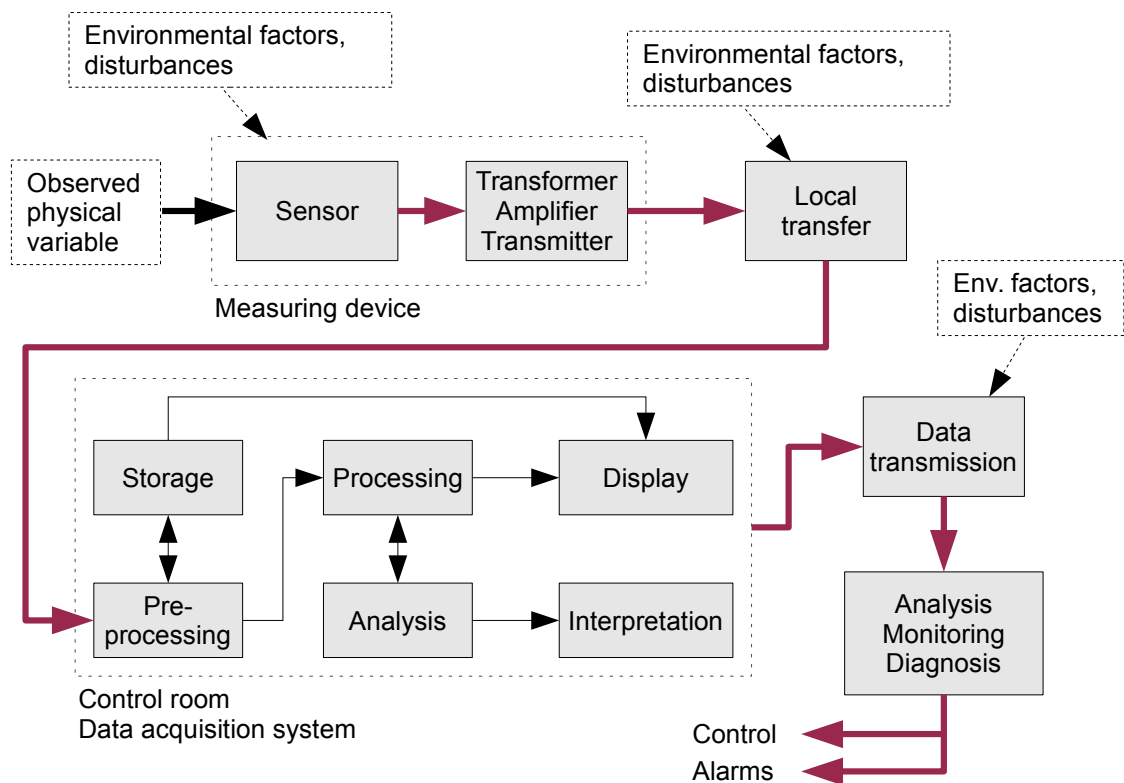 Environmental factors,
disturbances
Environmental factors,
disturbances
Observed
physical
variable
Sensor
Transformer
Amplifier
Transmitter
Local
transfer
Measuring device
Env. factors,
disturbances
Storage
Processing
Display
Data
transmission
Pre-
processing
Analysis
Interpretation
Analysis
Monitoring
Diagnosis
Control room
Data acquisition system
Control
Alarms